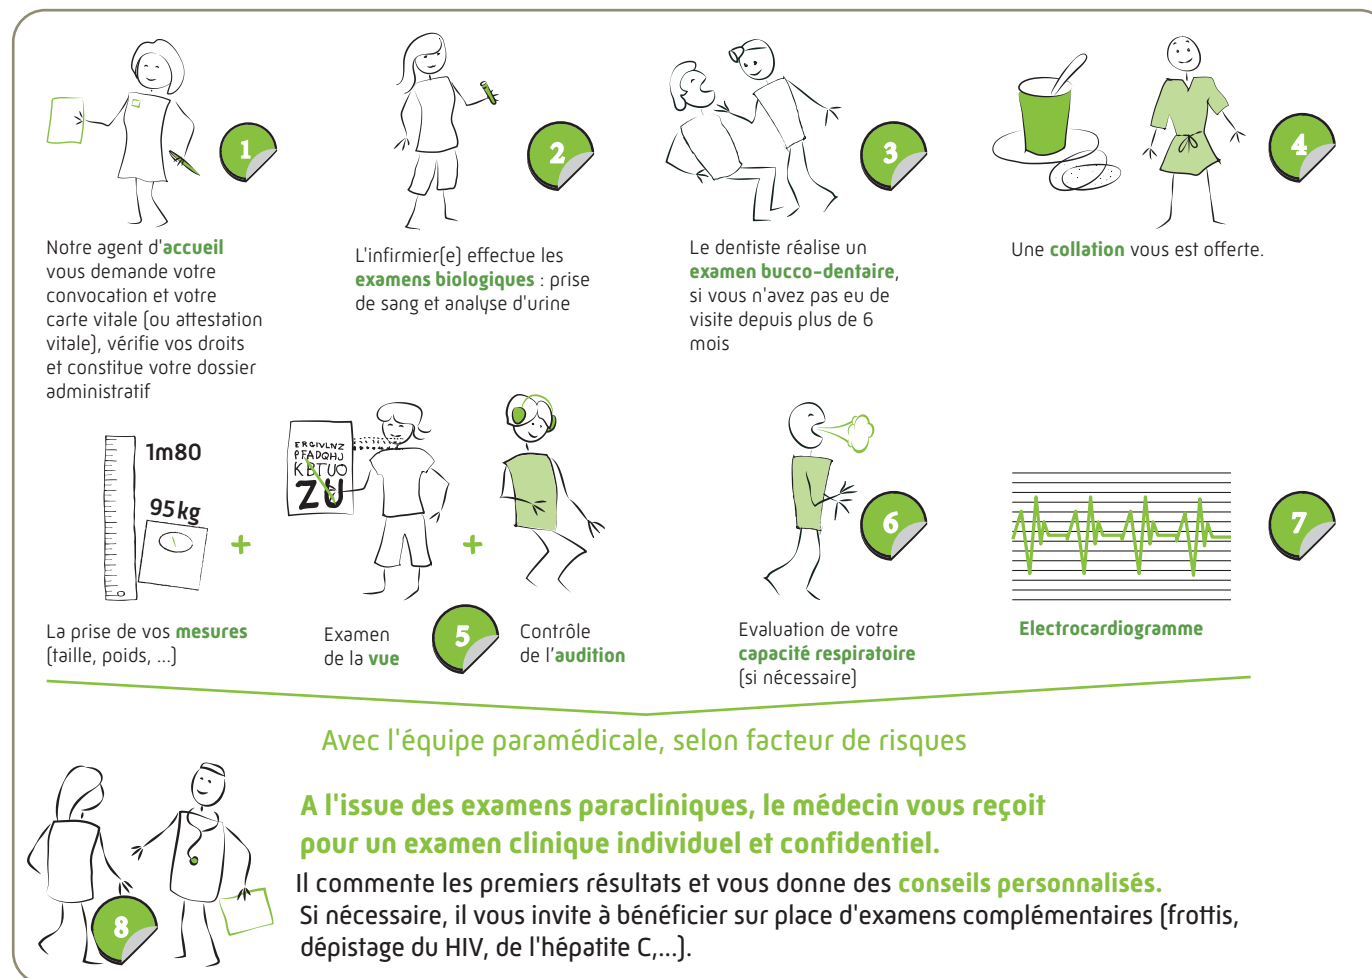 1
Notre agent d'accueil
vous demande votre
convocation et votre
carte vitale (ou attestation
vitale), vérifie vos droits
et constitue votre dossier
administratif
2
L'infirmier(e) effectue les
examens biologiques : prise
de sang et analyse d'urine
3
Le dentiste réalise un
examen bucco-dentaire,
si vous n'avez pas eu de
visite depuis plus de 6
mois
4
Une collation vous est offerte.
1m80
95 kg
+
La prise de vos mesures
(taille, poids, ...)
ERGIVLNZ
PFADQHJ
KBTUO
ZU
+
Examen
de la vue
5
Contrôle
de l'audition
6
Evaluation de votre
capacité respiratoire
(si nécessaire)
7
Electrocardiogramme
Avec l'équipe paramédicale, selon facteur de risques
8
A l'issue des examens paracliniques, le médecin vous reçoit
pour un examen clinique individuel et confidentiel.
Il commente les premiers résultats et vous donne des conseils personnalisés.
Si nécessaire, il vous invite à bénéficier sur place d'examens complémentaires (frottis,
dépistage du HIV, de l'hépatite C,...).